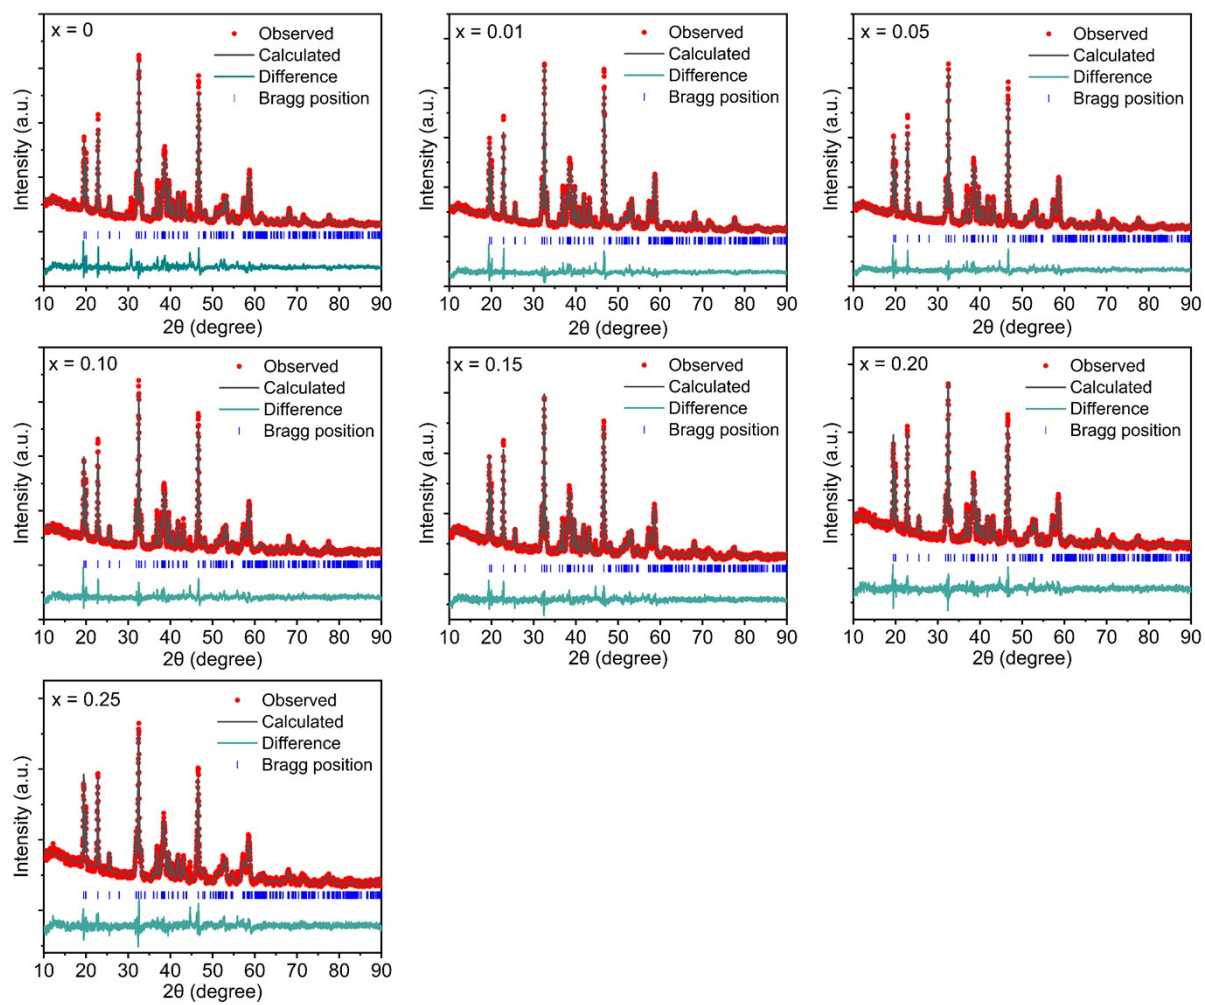 x = 0
Observed
Calculated
Difference
Bragg position
Intensity (a.u.)
10 20 30 40 50 60 70 80 90
2θ (degree)
x = 0.01
Observed
Calculated
Difference
Bragg position
Intensity (a.u.)
10 20 30 40 50 60 70 80 90
2θ (degree)
x = 0.05
Observed
Calculated
Difference
Bragg position
Intensity (a.u.)
10 20 30 40 50 60 70 80 90
2θ (degree)
x = 0.10
Observed
Calculated
Difference
Bragg position
Intensity (a.u.)
10 20 30 40 50 60 70 80 90
2θ (degree)
x = 0.15
Observed
Calculated
Difference
Bragg position
Intensity (a.u.)
10 20 30 40 50 60 70 80 90
2θ (degree)
x = 0.20
Observed
Calculated
Difference
Bragg position
Intensity (a.u.)
10 20 30 40 50 60 70 80 90
2θ (degree)
x = 0.25
Observed
Calculated
Difference
Bragg position
Intensity (a.u.)
10 20 30 40 50 60 70 80 90
2θ (degree)